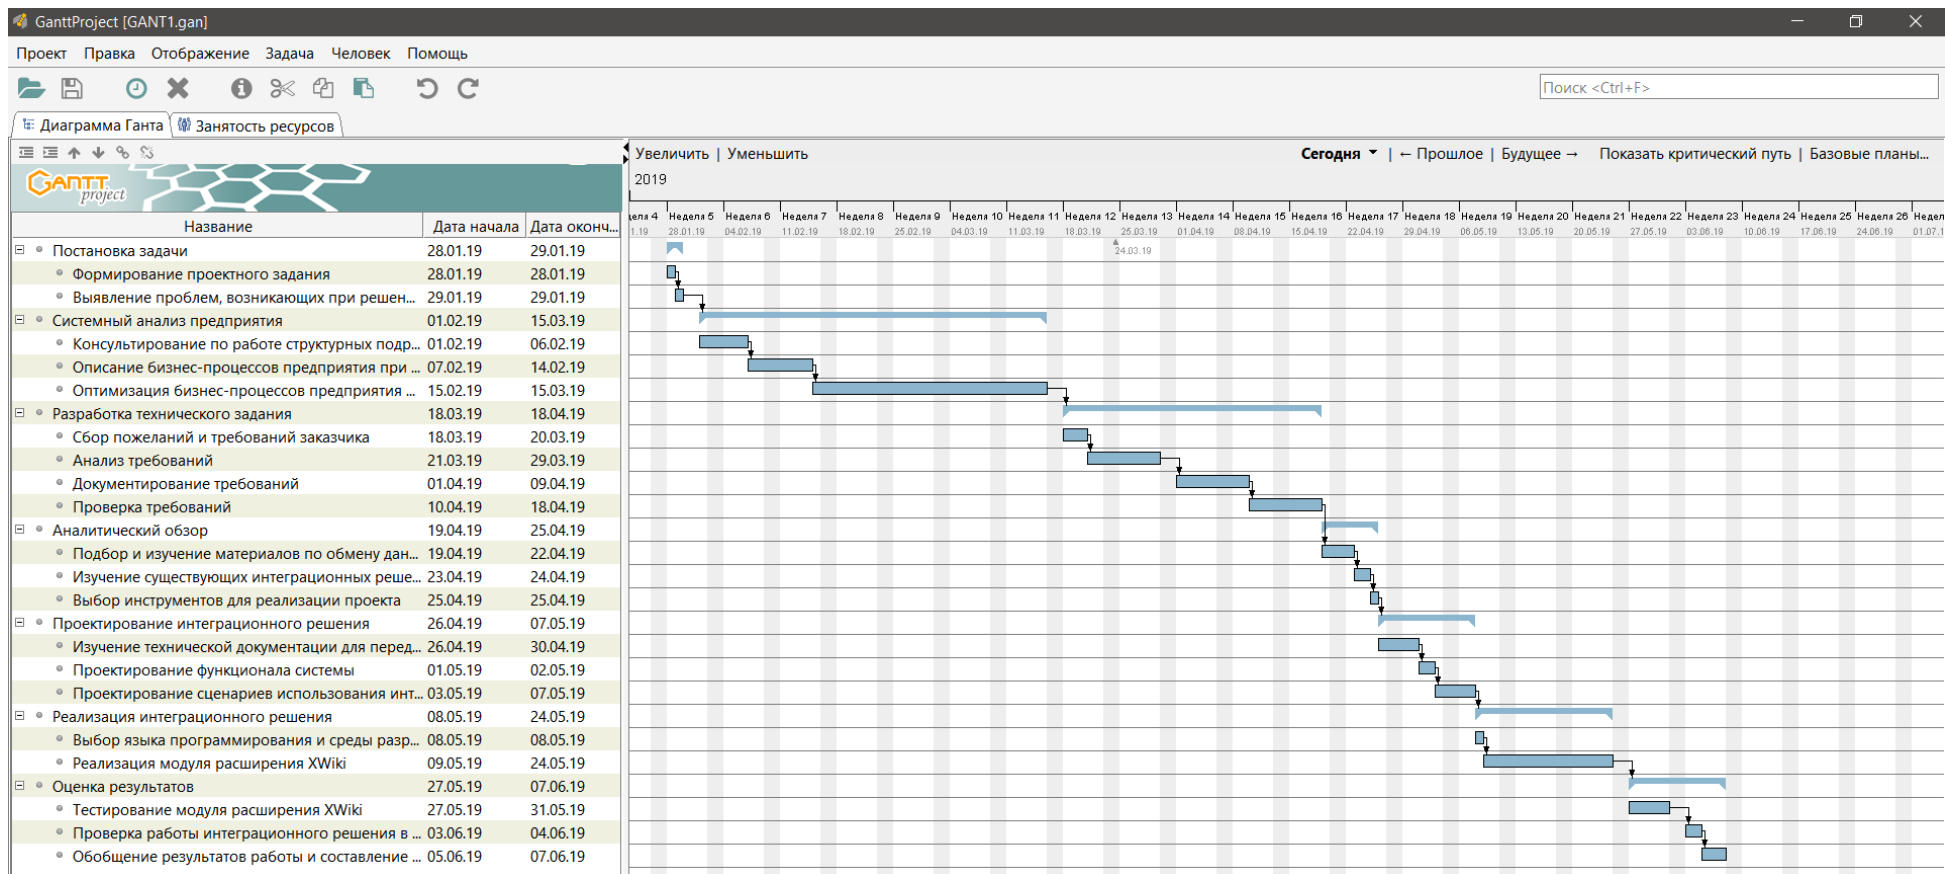 GanttProject [GANT1.gan]
Проект Правка Отображение Задача Человек Помощь
Поиск <Ctrl+F>
Диаграмма Ганта Занятость ресурсов
Увеличить | Уменьшить Сегодня | ← Прошлое | Будущее → Показать критический путь | Базовые планы...
GANTT project
2019
Название Дата начала Дата оконч...
еля 4 Неделя 5 Неделя 6 Неделя 7 Неделя 8 Неделя 9 Неделя 10 Неделя 11 Неделя 12 Неделя 13 Неделя 14 Неделя 15 Неделя 16 Неделя 17 Неделя 18 Неделя 19 Неделя 20 Неделя 21 Неделя 22 Неделя 23 Неделя 24 Неделя 25 Неделя 26 Недел
1.19 28.01.19 04.02.19 11.02.19 18.02.19 25.02.19 04.03.19 11.03.19 18.03.19 25.03.19 01.04.19 08.04.19 15.04.19 22.04.19 29.04.19 06.05.19 13.05.19 20.05.19 27.05.19 03.06.19 10.06.19 17.06.19 24.06.19 01.07.1
24.03.19
Постановка задачи 28.01.19 29.01.19
Формирование проектного задания 28.01.19 28.01.19
Выявление проблем, возникающих при решен... 29.01.19 29.01.19
Системный анализ предприятия 01.02.19 15.03.19
Консультирование по работе структурных подр... 01.02.19 06.02.19
Описание бизнес-процессов предприятия при ... 07.02.19 14.02.19
Оптимизация бизнес-процессов предприятия ... 15.02.19 15.03.19
Разработка технического задания 18.03.19 18.04.19
Сбор пожеланий и требований заказчика 18.03.19 20.03.19
Анализ требований 21.03.19 29.03.19
Документирование требований 01.04.19 09.04.19
Проверка требований 10.04.19 18.04.19
Аналитический обзор 19.04.19 25.04.19
Подбор и изучение материалов по обмену дан... 19.04.19 22.04.19
Изучение существующих интеграционных реше... 23.04.19 24.04.19
Выбор инструментов для реализации проекта 25.04.19 25.04.19
Проектирование интеграционного решения 26.04.19 07.05.19
Изучение технической документации для перед... 26.04.19 30.04.19
Проектирование функционала системы 01.05.19 02.05.19
Проектирование сценариев использования инт... 03.05.19 07.05.19
Реализация интеграционного решения 08.05.19 24.05.19
Выбор языка программирования и среды разр... 08.05.19 08.05.19
Реализация модуля расширения XWiki 09.05.19 24.05.19
Оценка результатов 27.05.19 07.06.19
Тестирование модуля расширения XWiki 27.05.19 31.05.19
Проверка работы интеграционного решения в ... 03.06.19 04.06.19
Обобщение результатов работы и составление ... 05.06.19 07.06.19